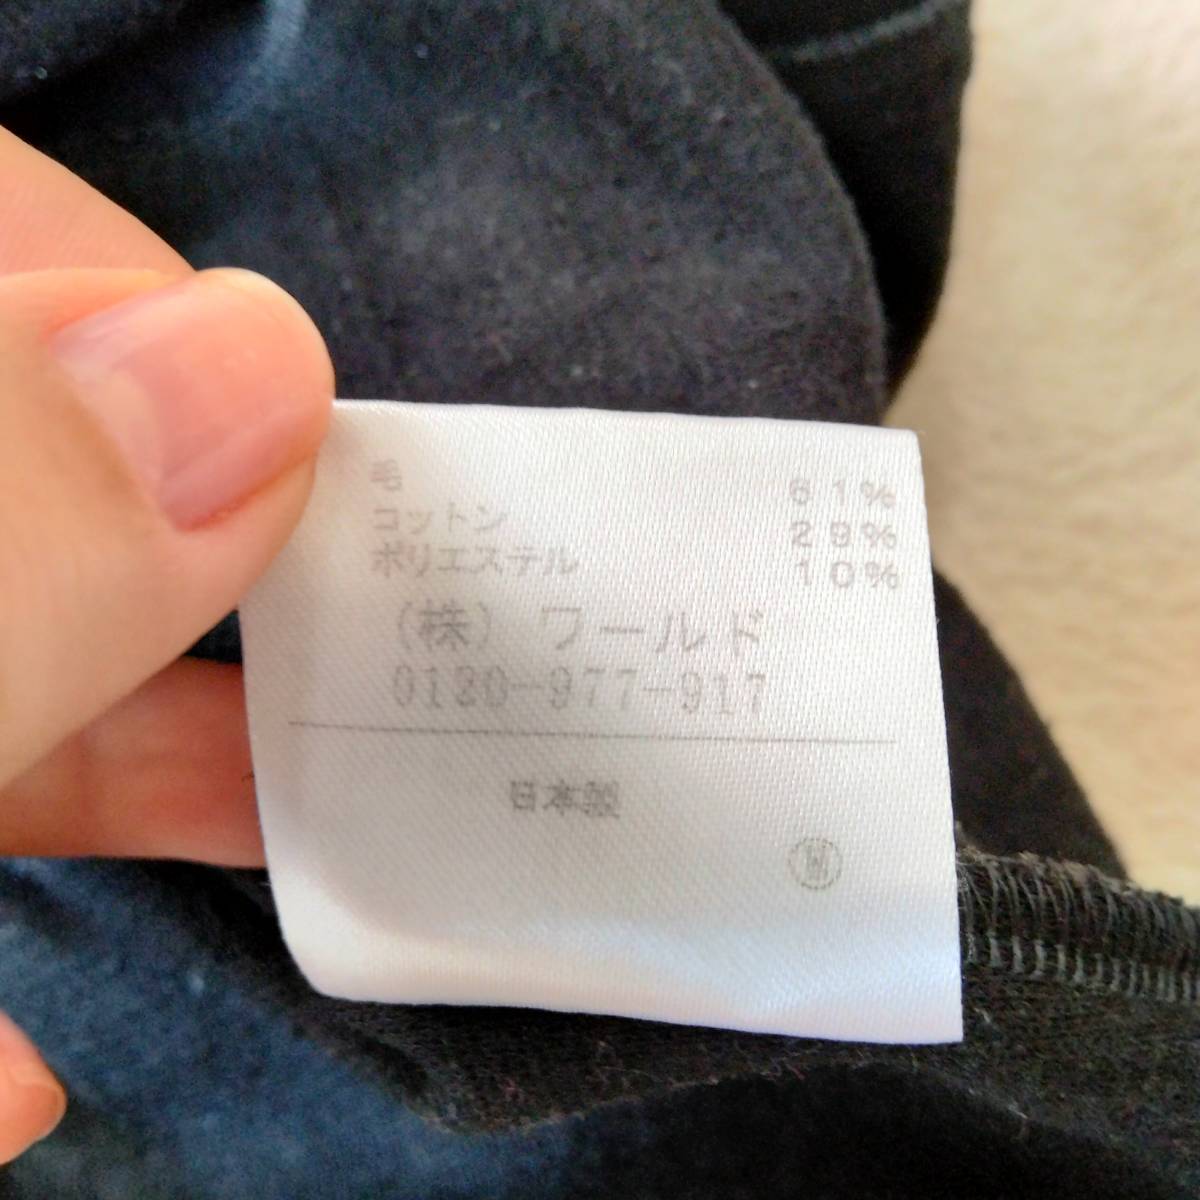 毛 61%
コットン 29%
ポリエステル 10%
(株) ワールド
0120-977-917
日本製